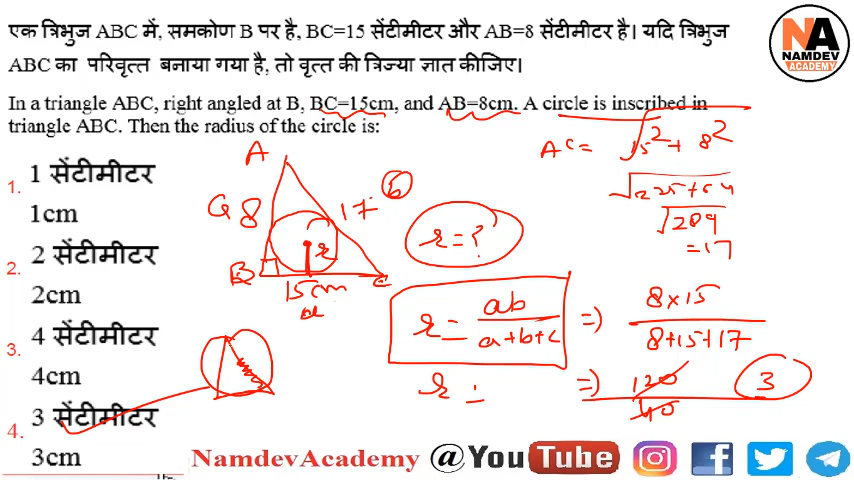 एक त्रिभुज ABC में, समकोण B पर है, BC=15 सेंटीमीटर और AB=8 सेंटीमीटर है। यदि त्रिभुज
ABC का परिवृत्त बनाया गया है, तो वृत्त की त्रिज्या ज्ञात कीजिए।
NA
NAMDEV
ACADEMY
In a triangle ABC, right angled at B, BC=15cm, and AB=8cm. A circle is inscribed in
triangle ABC. Then the radius of the circle is:
1. 1 सेंटीमीटर
1cm
2. 2 सेंटीमीटर
2cm
3. 4 सेंटीमीटर
4cm
4. 3 सेंटीमीटर
3cm
A
8
17
6
r
B
C
15cm
r=?
AC = √15²+8²
√225+64
√289
=17
r = ab/a+b+c
=> 8×15/8+15+17
r =
=> 120/40
3
NamdevAcademy @YouTube